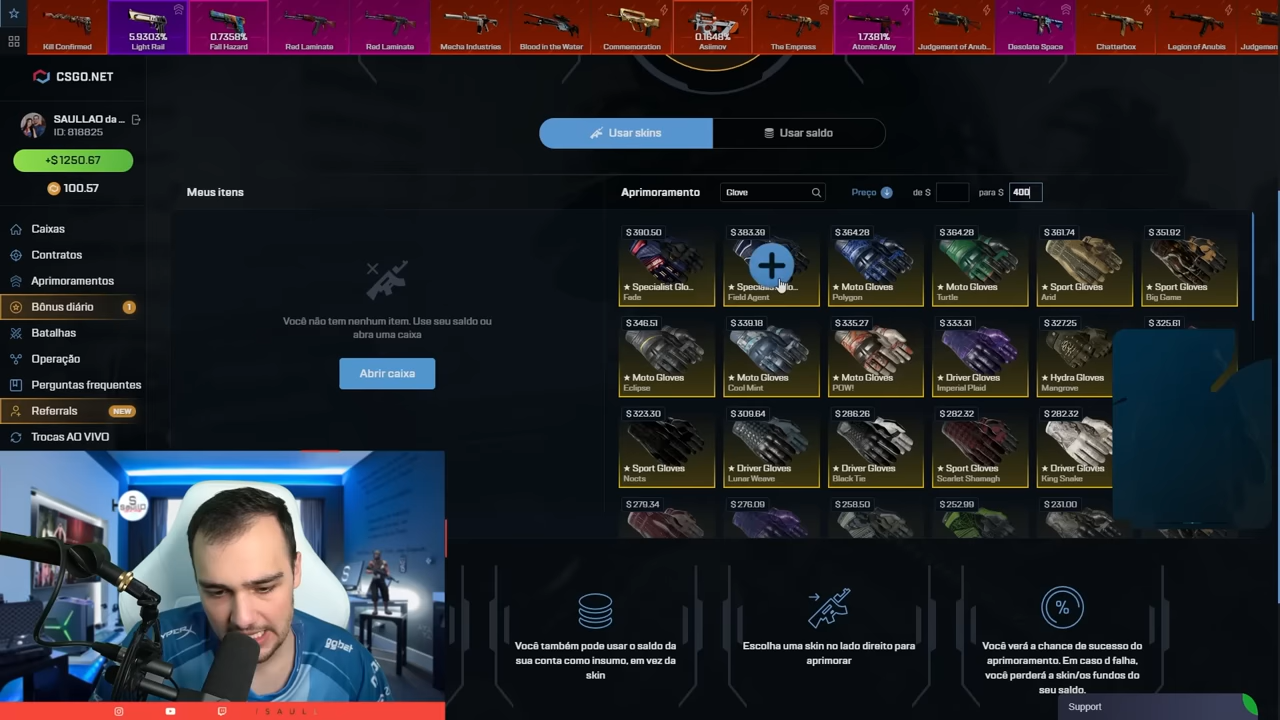 Kill Confirmed
5.9303%
Light Rail
0.7358%
Fall Hazard
Red Laminate
Red Laminate
Mecha Industries
Blood in the Water
Commemoration
0.1648%
Asiimov
The Empress
1.7381%
Atomic Alloy
Judgement of Anub...
Desolate Space
Chatterbox
Legion of Anubis
CSGO.NET
SAULLAO da ...
ID: 818825
+$ 1250.67
100.57
Caixas
Contratos
Aprimoramentos
Bônus diário 1
Batalhas
Operação
Perguntas frequentes
Referrals NEW
Trocas AO VIVO
Usar skins
Usar saldo
Meus itens
Você não tem nenhum item. Use seu saldo ou
abra uma caixa
Abrir caixa
Aprimoramento
Glove
Preço
de $
para $ 400
$ 390.50
★ Specialist Glo...
Fade
$ 383.39
Field Agent
$ 364.28
★ Moto Gloves
Polygon
$ 364.28
★ Moto Gloves
Turtle
$ 361.74
★ Sport Gloves
Arid
$ 351.92
★ Sport Gloves
Big Game
$ 346.51
★ Moto Gloves
Eclipse
$ 339.18
★ Moto Gloves
Cool Mint
$ 335.27
★ Moto Gloves
POW!
$ 333.31
★ Driver Gloves
Imperial Plaid
$ 327.25
★ Hydra Gloves
Mangrove
$ 325.61
$ 323.30
★ Sport Gloves
Nocts
$ 309.64
★ Driver Gloves
Lunar Weave
$ 286.26
★ Driver Gloves
Black Tie
$ 282.32
★ Sport Gloves
Scarlet Shamagh
$ 282.32
★ Driver Gloves
King Snake
$ 279.34
$ 276.09
$ 258.50
$ 252.99
$ 231.00
Você também pode usar o saldo da
sua conta como insumo, em vez da
skin
Escolha uma skin no lado direito para
aprimorar
%
Você verá a chance de sucesso do
aprimoramento. Em caso d falha,
você perderá a skin/os fundos do
seu saldo.
Support
HYPERX
ggbet
SAUL